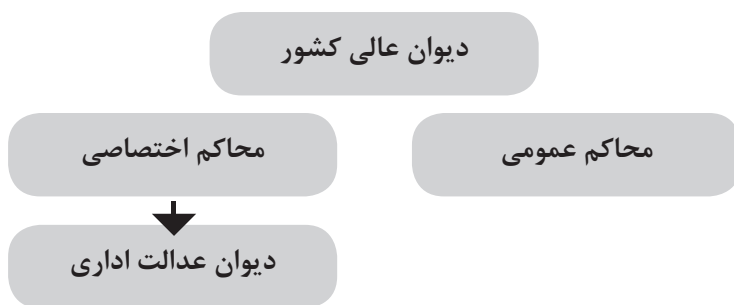 دیوان عالی کشور
محاکم عمومی
محاکم اختصاصی
دیوان عدالت اداری